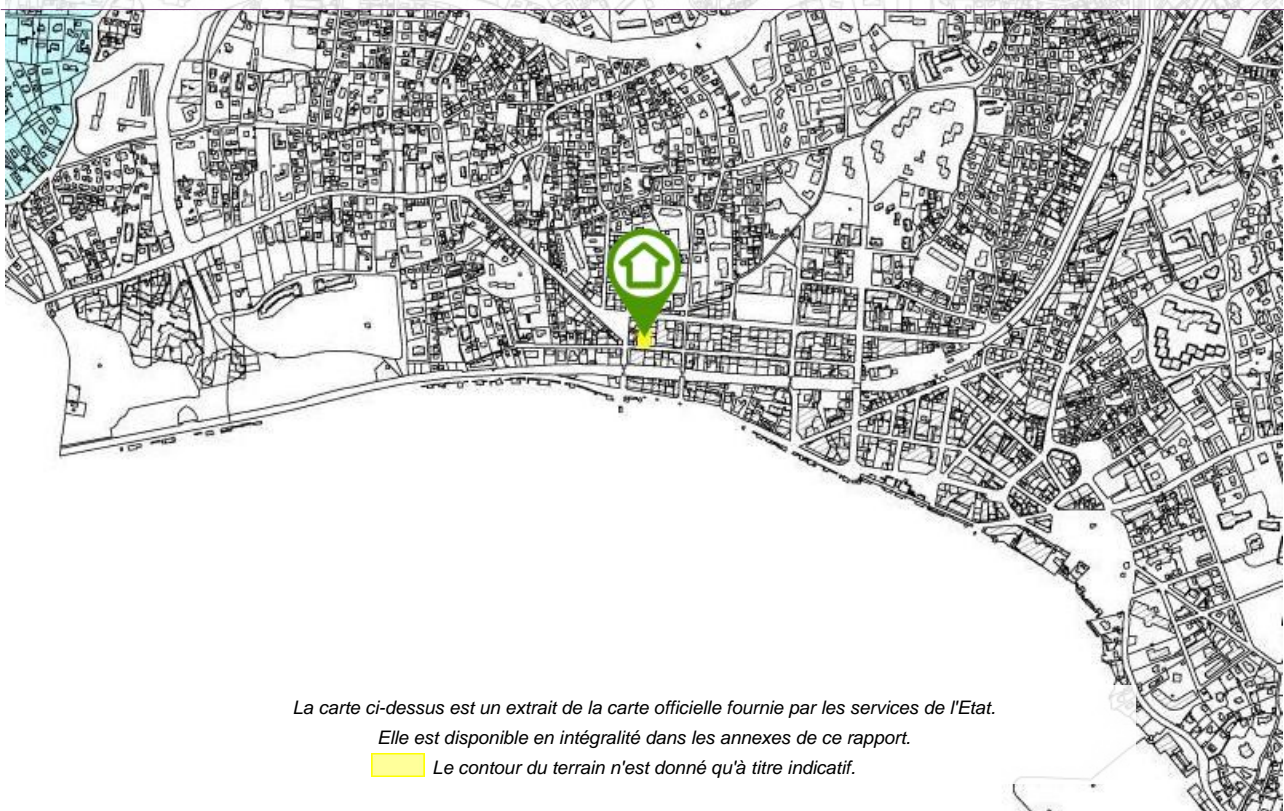 La carte ci-dessus est un extrait de la carte officielle fournie par les services de l'Etat.
Elle est disponible en intégralité dans les annexes de ce rapport.
Le contour du terrain n'est donné qu'à titre indicatif.